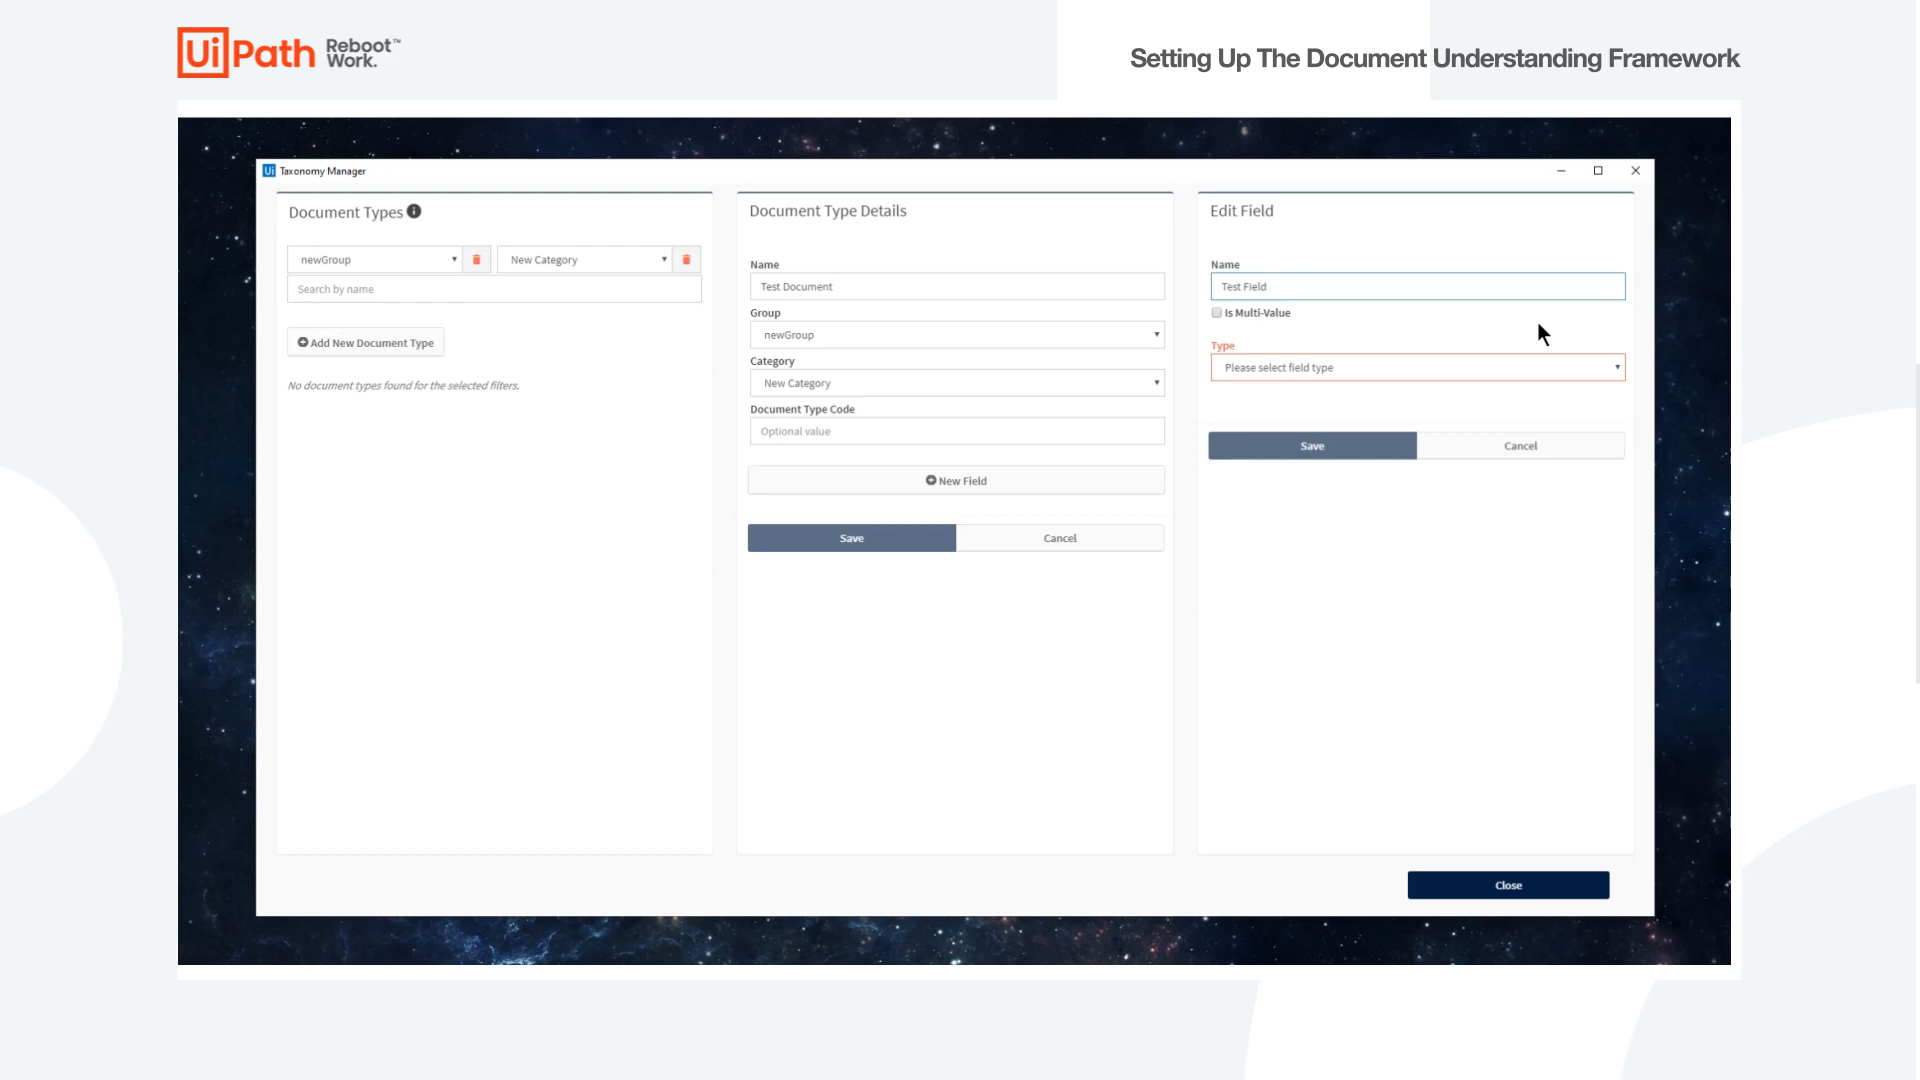 UiPath Reboot™
Work.
Setting Up The Document Understanding Framework
Ui Taxonomy Manager
Document Types
newGroup
New Category
Search by name
Add New Document Type
No document types found for the selected filters.
Document Type Details
Name
Test Document
Group
newGroup
Category
New Category
Document Type Code
Optional value
New Field
Save
Cancel
Edit Field
Name
Test Field
Is Multi-Value
Type
Please select field type
Save
Cancel
Close